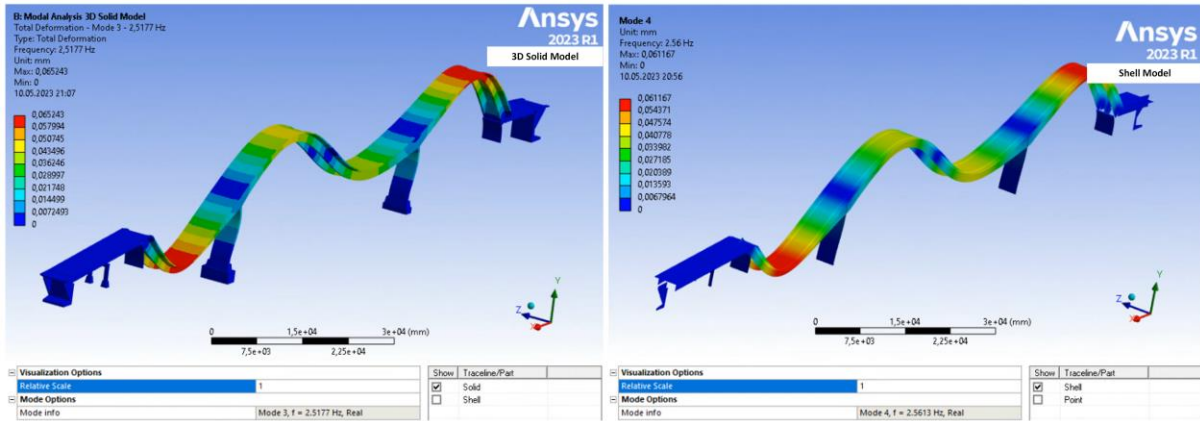 B: Modal Analysis 3D Solid Model
Total Deformation - Mode 3 - 2,5177 Hz
Type: Total Deformation
Frequency: 2,5177 Hz
Unit: mm
Max: 0,065243
Min: 0
10.05.2023 21:07
0,065243
0,057994
0,050745
0,043496
0,036246
0,028997
0,021748
0,014499
0,0072493
0
Ansys
2023 R1
3D Solid Model
Y
Z
X
0 1,5e+04 3e+04 (mm)
7,5e+03 2,25e+04
Visualization Options
Relative Scale 1
Mode Options
Mode info Mode 3, f = 2.5177 Hz, Real
Show Traceline/Part
Solid
Shell
Mode 4
Unit: mm
Frequency: 2.56 Hz
Max: 0,061167
Min: 0
10.05.2023 20:56
0,061167
0,054371
0,047574
0,040778
0,033982
0,027185
0,020389
0,013593
0,0067964
0
Ansys
2023 R1
Shell Model
Y
Z
X
0 1,5e+04 3e+04 (mm)
7,5e+03 2,25e+04
Visualization Options
Relative Scale 1
Mode Options
Mode info Mode 4, f = 2.5613 Hz, Real
Show Traceline/Part
Shell
Point